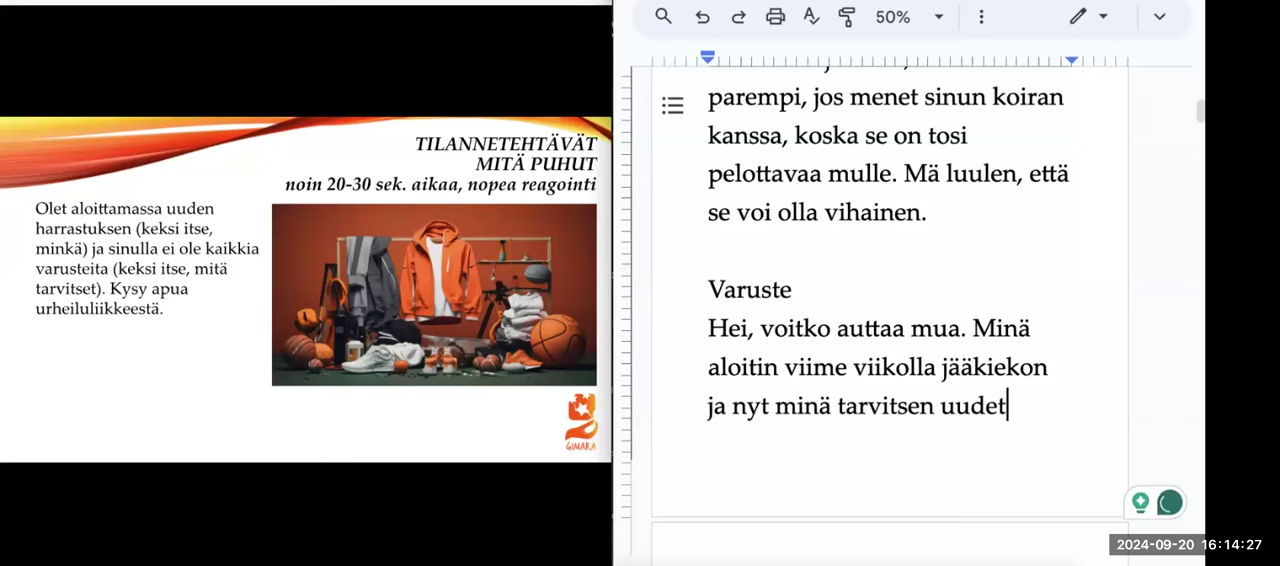 TILANNETEHTÄVÄT
MITÄ PUHUT
noin 20-30 sek. aikaa, nopea reagointi
Olet aloittamassa uuden
harrastuksen (keksi itse,
minkä) ja sinulla ei ole kaikkia
varusteita (keksi itse, mitä
tarvitset). Kysy apua
urheiluliikkeestä.
GIMARA
50%
parempi, jos menet sinun koiran
kanssa, koska se on tosi
pelottavaa mulle. Mä luulen, että
se voi olla vihainen.
Varuste
Hei, voitko auttaa mua. Minä
aloitin viime viikolla jääkiekon
ja nyt minä tarvitsen uudet
2024-09-20 16:14:27